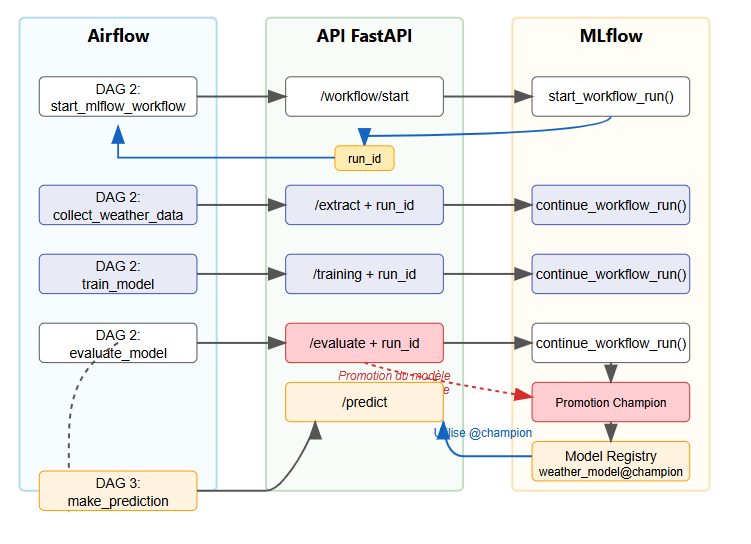 Airflow
API FastAPI
MLflow
DAG 2:
start_mlflow_workflow
/workflow/start
start_workflow_run()
run_id
DAG 2:
collect_weather_data
/extract + run_id
continue_workflow_run()
DAG 2:
train_model
/training + run_id
continue_workflow_run()
DAG 2:
evaluate_model
/evaluate + run_id
continue_workflow_run()
Promotion du modèle
e
/predict
Promotion Champion
Utilise @champion
Model Registry
weather_model@champion
DAG 3:
make_prediction